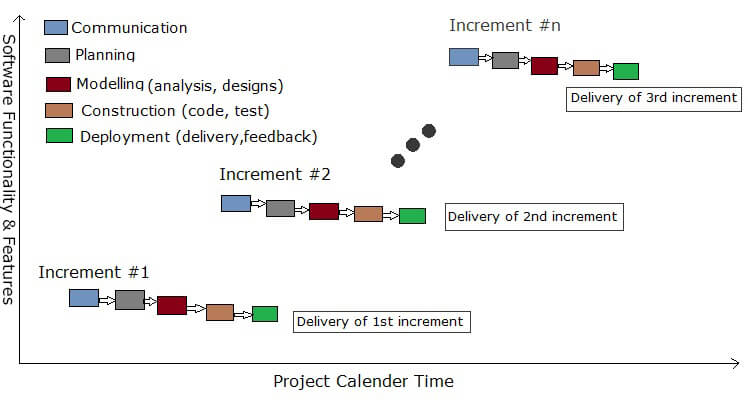 Software Functionality & Features
Communication
Planning
Modelling (analysis, designs)
Construction (code, test)
Deployment (delivery,feedback)
Increment #n
Delivery of 3rd increment
Increment #2
Delivery of 2nd increment
Increment #1
Delivery of 1st increment
Project Calender Time